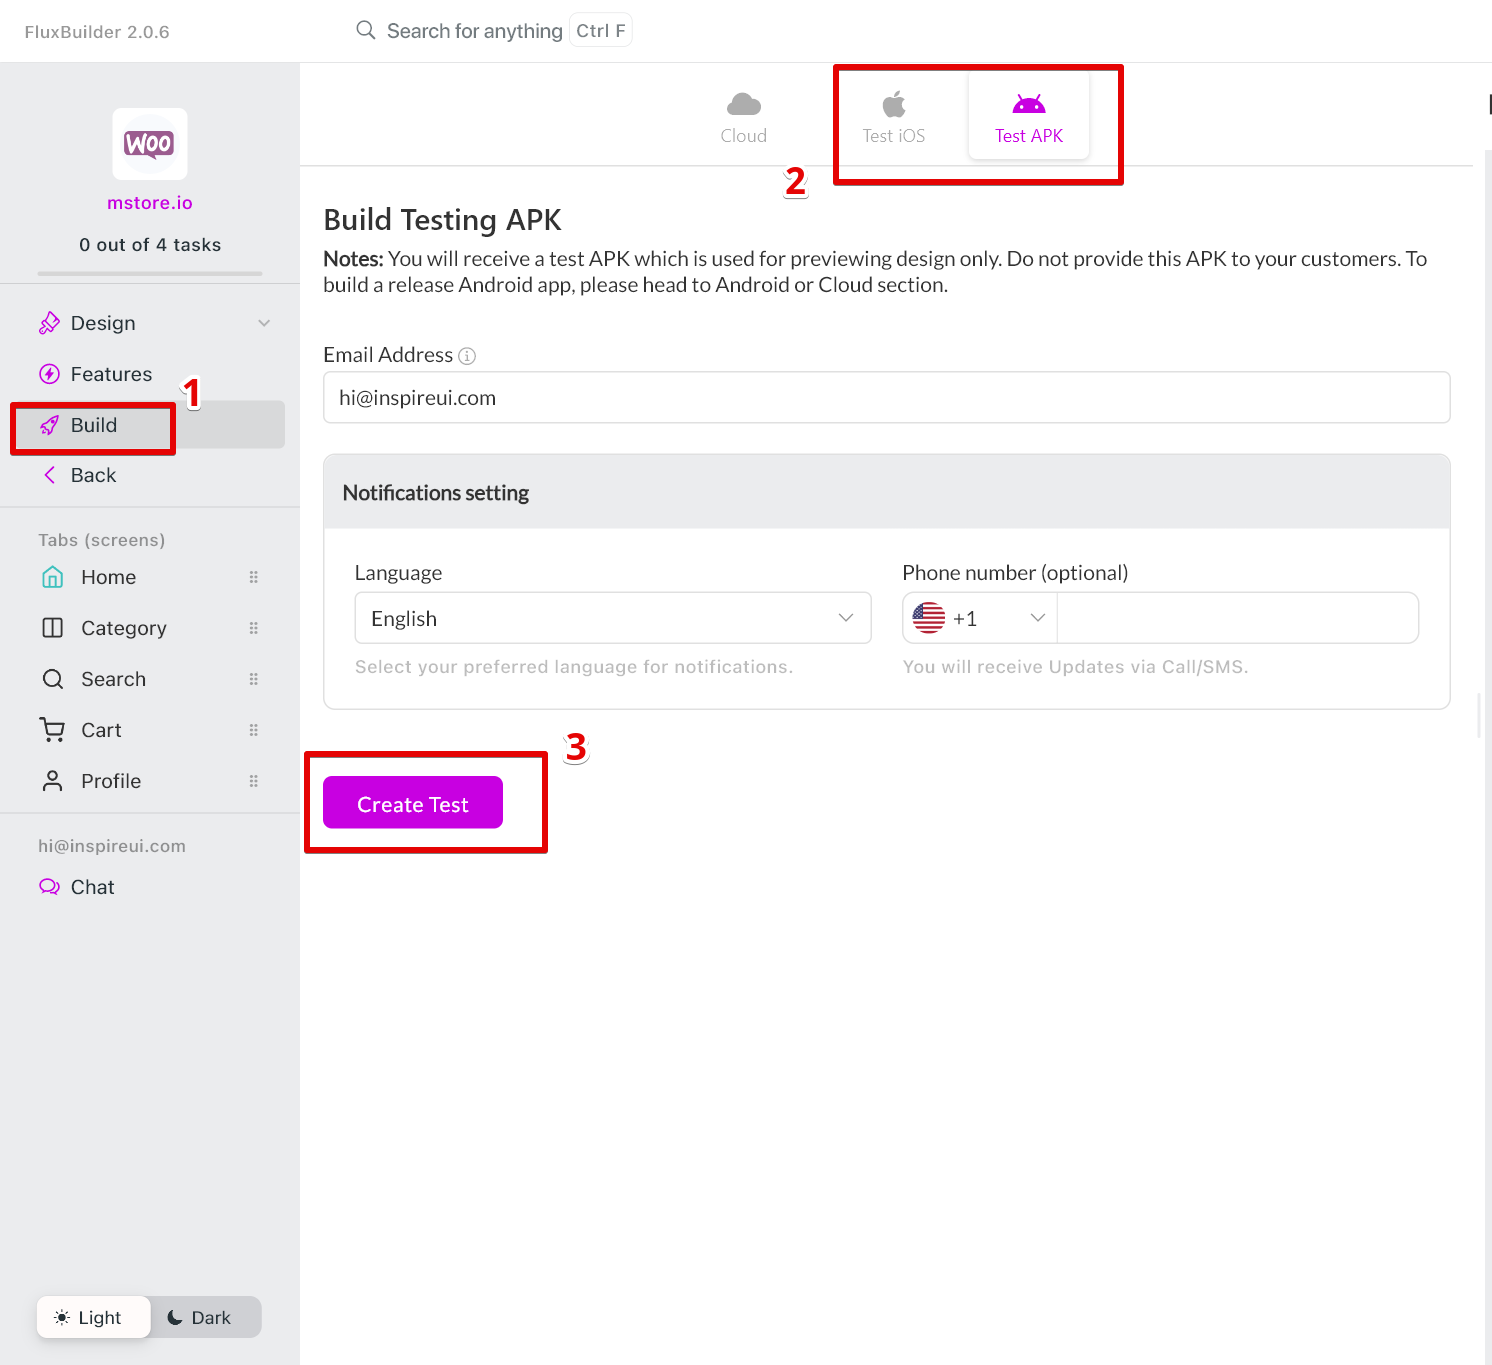 FluxBuilder 2.0.6
Search for anything Ctrl F
WOO
mstore.io
0 out of 4 tasks
Design
Features
1
Build
Back
Tabs (screens)
Home
Category
Search
Cart
Profile
hi@inspireui.com
Chat
Light Dark
Cloud Test iOS Test APK
2
Build Testing APK
Notes: You will receive a test APK which is used for previewing design only. Do not provide this APK to your customers. To
build a release Android app, please head to Android or Cloud section.
Email Address
hi@inspireui.com
Notifications setting
Language
English
Select your preferred language for notifications.
Phone number (optional)
+1
You will receive Updates via Call/SMS.
3
Create Test